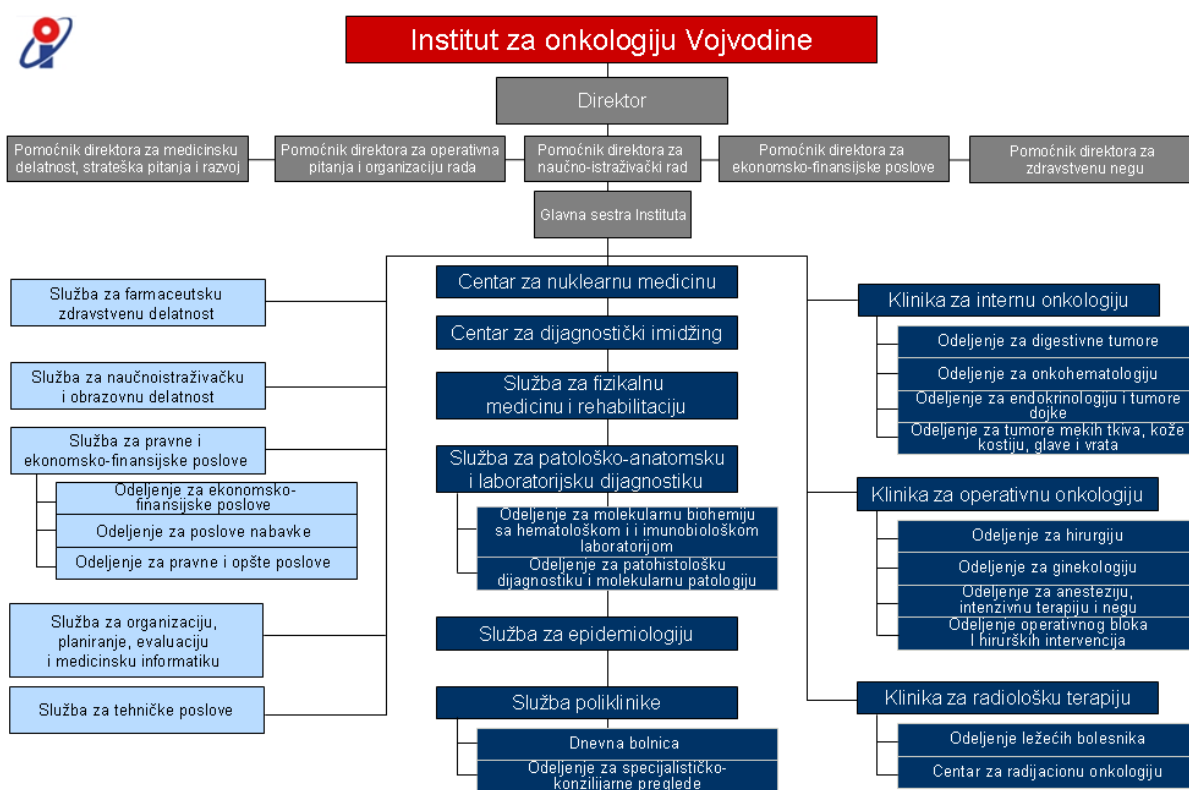 Institut za onkologiju Vojvodine
Direktor
Pomoćnik direktora za medicinsku
delatnost, strateška pitanja i razvoj
Pomoćnik direktora za operativna
pitanja i organizaciju rada
Pomoćnik direktora za
naučno-istraživački rad
Pomoćnik direktora za
ekonomsko-finansijske poslove
Pomoćnik direktora za
zdravstvenu negu
Glavna sestra Instituta
Služba za farmaceutsku
zdravstvenu delatnost
Služba za naučnoistraživačku
i obrazovnu delatnost
Služba za pravne i
ekonomsko-finansijske poslove
Odeljenje za ekonomsko-
finansijske poslove
Odeljenje za poslove nabavke
Odeljenje za pravne i opšte poslove
Služba za organizaciju,
planiranje, evaluaciju
i medicinsku informatiku
Služba za tehničke poslove
Centar za nuklearnu medicinu
Centar za dijagnostički imidžing
Služba za fizikalnu
medicinu i rehabilitaciju
Služba za patološko-anatomsku
i laboratorijsku dijagnostiku
Odeljenje za molekularnu biohemiju
sa hematološkom i i imunobiološkom
laboratorijom
Odeljenje za patohistološku
dijagnostiku i molekularnu patologiju
Služba za epidemiologiju
Služba poliklinike
Dnevna bolnica
Odeljenje za specijalističko-
konzilijarne preglede
Klinika za internu onkologiju
Odeljenje za digestivne tumore
Odeljenje za onkohematologiju
Odeljenje za endokrinologiju i tumore
dojke
Odeljenje za tumore mekih tkiva, kože
kostiju, glave i vrata
Klinika za operativnu onkologiju
Odeljenje za hirurgiju
Odeljenje za ginekologiju
Odeljenje za anesteziju,
intenzivnu terapiju i negu
Odeljenje operativnog bloka
I hirurških intervencija
Klinika za radiološku terapiju
Odeljenje ležećih bolesnika
Centar za radijacionu onkologiju